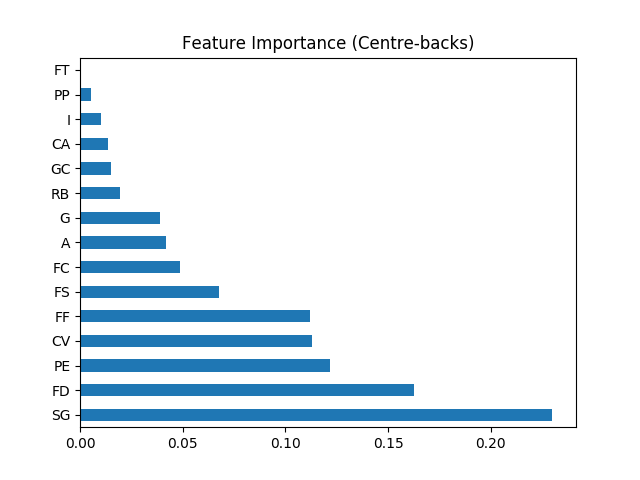 Feature Importance (Centre-backs)
FT
PP
I
CA
GC
RB
G
A
FC
FS
FF
CV
PE
FD
SG
0.00 0.05 0.10 0.15 0.20